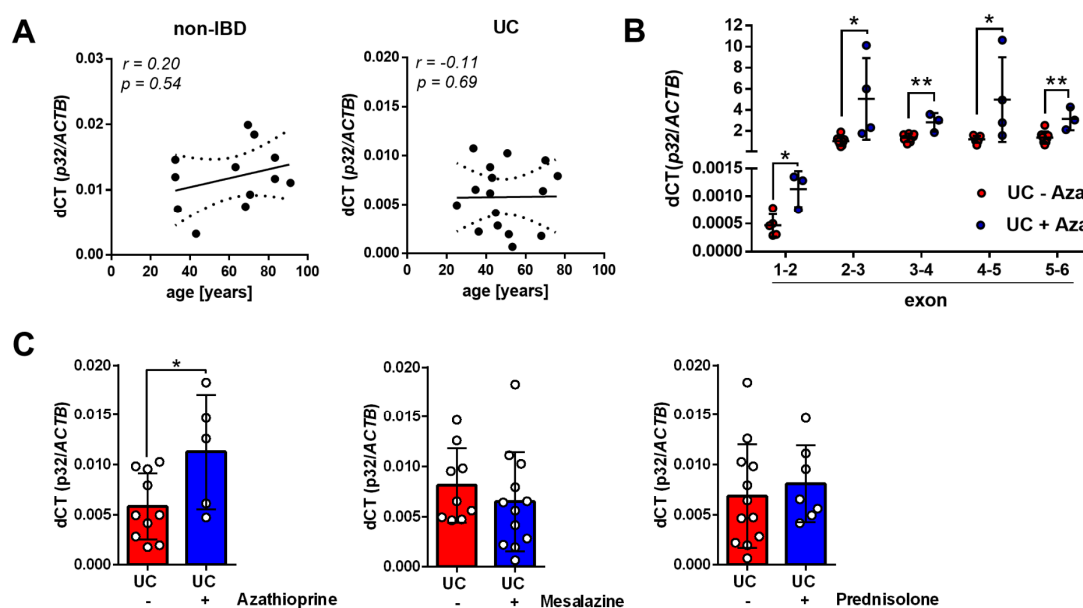 A
non-IBD
r = 0.20
p = 0.54
dCT (p32/ACTB)
0.03
0.02
0.01
0.00
0 20 40 60 80 100
age [years]
UC
r = -0.11
p = 0.69
dCT (p32/ACTB)
0.020
0.015
0.010
0.005
0.000
0 20 40 60 80 100
age [years]
B
dCT(p32/ACTB)
12
10
8
6
4
2
0.0010
0.0005
0.0000
* * ** * **
UC - Aza
UC + Aza
1-2 2-3 3-4 4-5 5-6
exon
C
dCT (p32/ACTB)
0.020
0.015
0.010
0.005
0.000
*
UC UC
- + Azathioprine
dCT (p32/ACTB)
0.020
0.015
0.010
0.005
0.000
UC UC
- + Mesalazine
dCT (p32/ACTB)
0.020
0.015
0.010
0.005
0.000
UC UC
- + Prednisolone